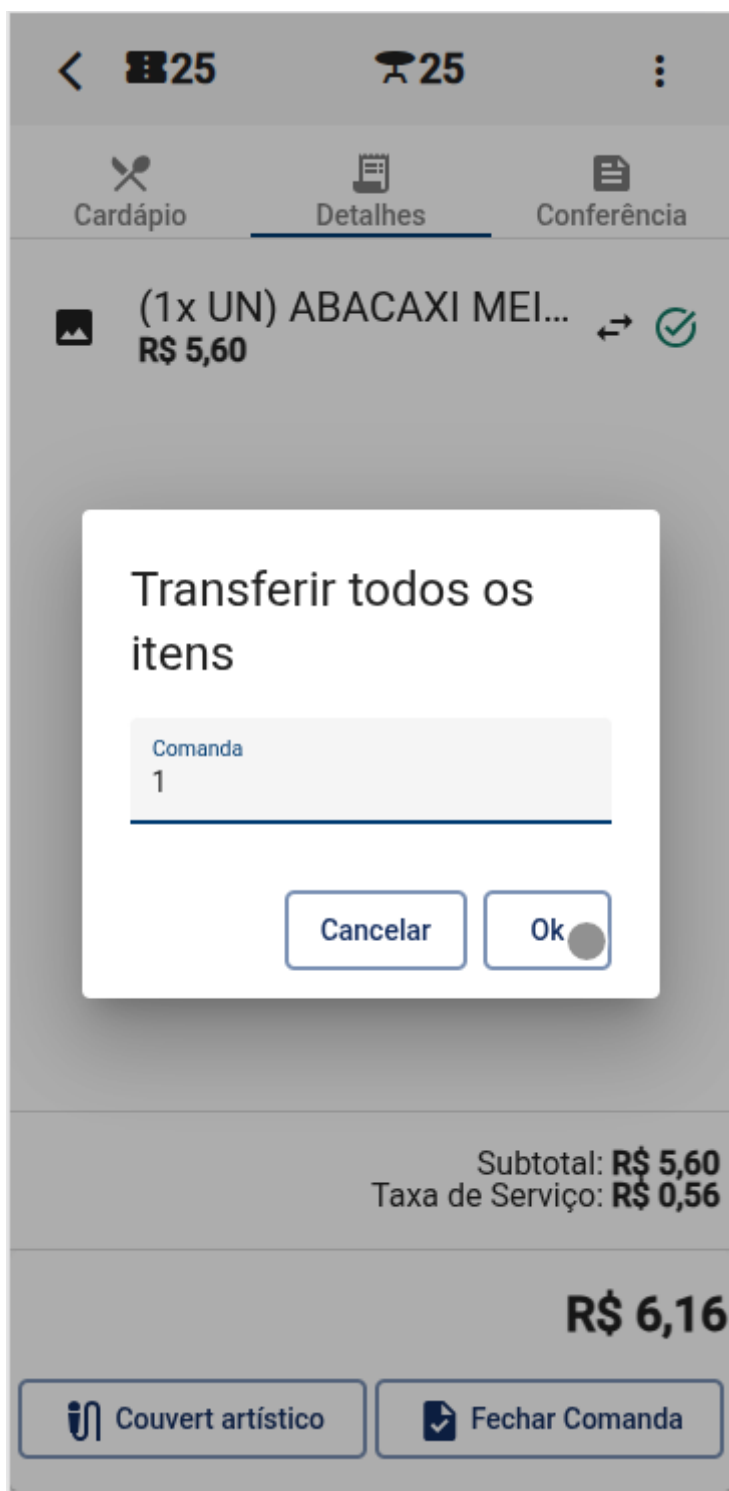 25 25
Cardápio Detalhes Conferência
(1x UN) ABACAXI MEI...
R$ 5,60
Transferir todos os
itens
Comanda
1
Cancelar Ok
Subtotal: R$ 5,60
Taxa de Serviço: R$ 0,56
R$ 6,16
Couvert artístico Fechar Comanda